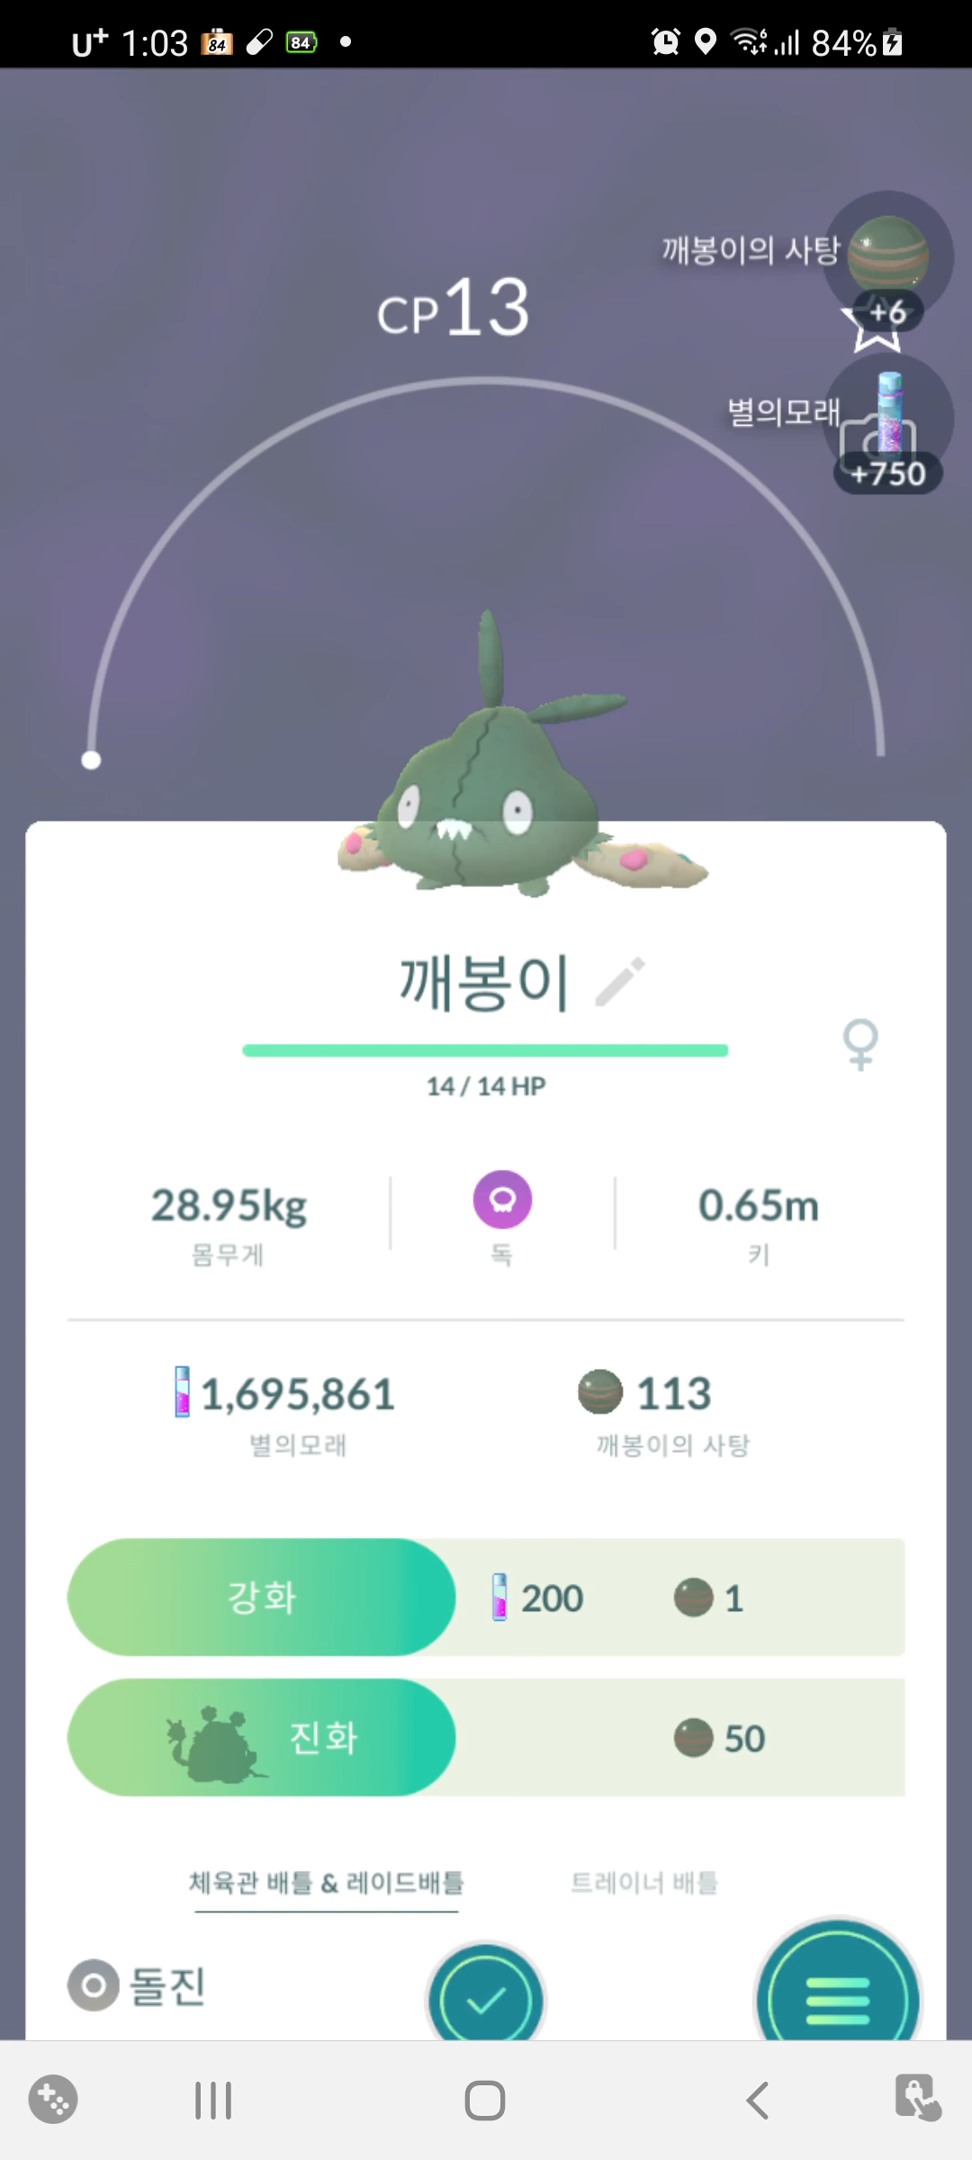 U+ 1:03 84 84 84%
깨봉이의 사탕
+6
CP13
별의모래
+750
깨봉이
14 / 14 HP
28.95kg
몸무게
독
0.65m
키
1,695,861
별의모래
113
깨봉이의 사탕
강화 200 1
진화 50
체육관 배틀 & 레이드배틀 트레이너 배틀
돌진